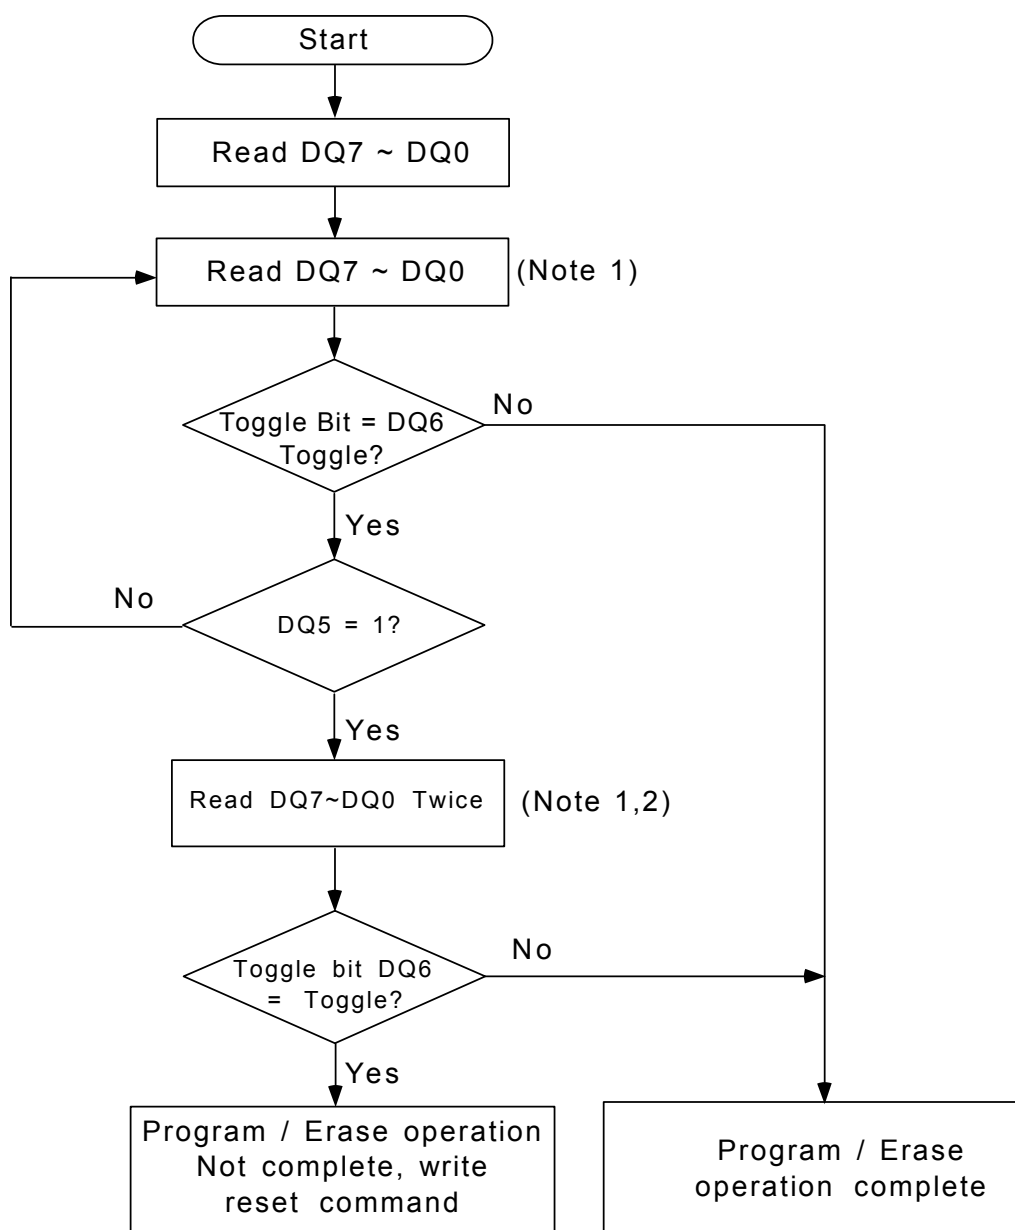 Start
Read DQ7 ~ DQ0
Read DQ7 ~ DQ0
(Note 1)
Toggle Bit = DQ6
Toggle?
No
Yes
No
DQ5 = 1?
Yes
Read DQ7~DQ0 Twice
(Note 1,2)
Toggle bit DQ6
= Toggle?
No
Yes
Program / Erase operation
Not complete, write
reset command
Program / Erase
operation complete